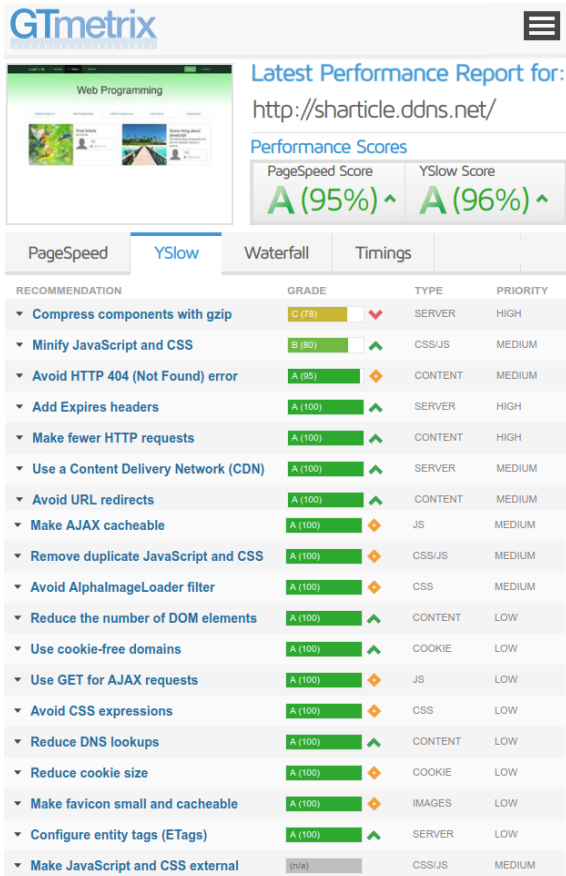 GTmetrix
Latest Performance Report for:
http://sharticle.ddns.net/
Web Programming
Performance Scores
PageSpeed Score YSlow Score
A (95%) A (96%)
PageSpeed YSlow Waterfall Timings
RECOMMENDATION GRADE TYPE PRIORITY
Compress components with gzip C (78) SERVER HIGH
Minify JavaScript and CSS B (80) CSS/JS MEDIUM
Avoid HTTP 404 (Not Found) error A (95) CONTENT MEDIUM
Add Expires headers A (100) SERVER HIGH
Make fewer HTTP requests A (100) CONTENT HIGH
Use a Content Delivery Network (CDN) A (100) SERVER MEDIUM
Avoid URL redirects A (100) CONTENT MEDIUM
Make AJAX cacheable A (100) JS MEDIUM
Remove duplicate JavaScript and CSS A (100) CSS/JS MEDIUM
Avoid AlphaImageLoader filter A (100) CSS MEDIUM
Reduce the number of DOM elements A (100) CONTENT LOW
Use cookie-free domains A (100) COOKIE LOW
Use GET for AJAX requests A (100) JS LOW
Avoid CSS expressions A (100) CSS LOW
Reduce DNS lookups A (100) CONTENT LOW
Reduce cookie size A (100) COOKIE LOW
Make favicon small and cacheable A (100) IMAGES LOW
Configure entity tags (ETags) A (100) SERVER LOW
Make JavaScript and CSS external (n/a) CSS/JS MEDIUM